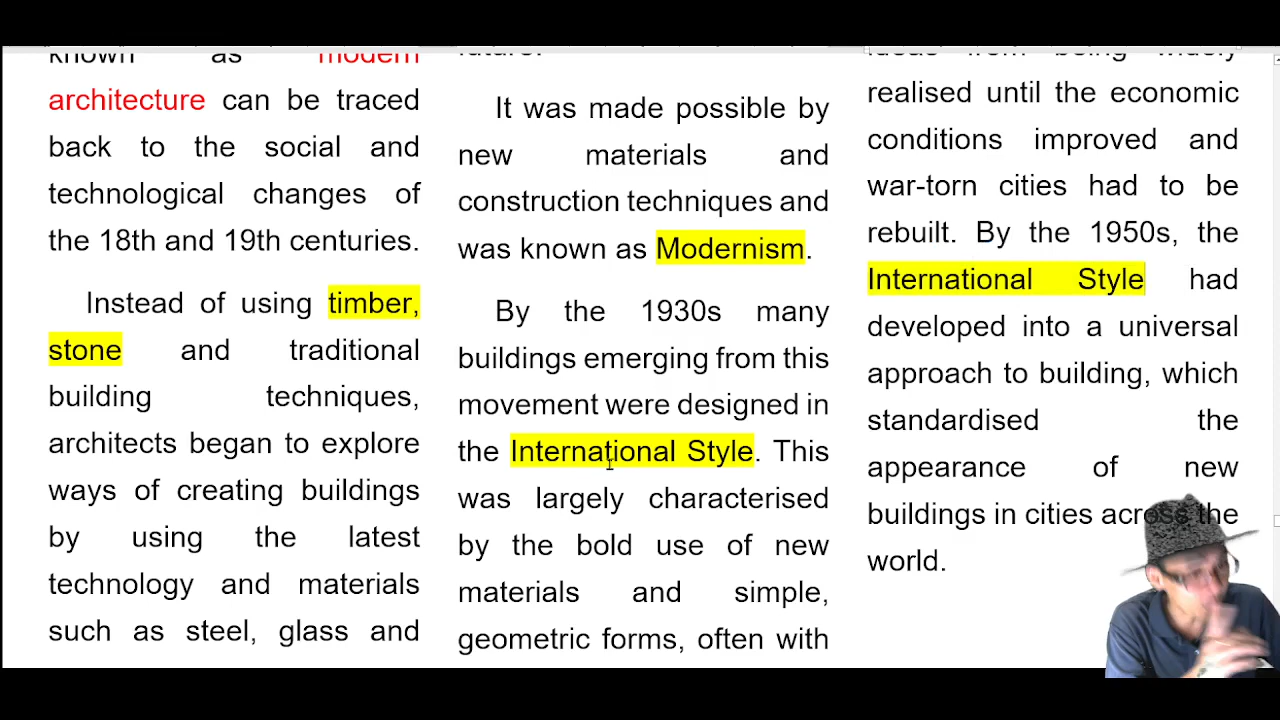 known as modern
architecture can be traced
back to the social and
technological changes of
the 18th and 19th centuries.
Instead of using timber,
stone and traditional
building techniques,
architects began to explore
ways of creating buildings
by using the latest
technology and materials
such as steel, glass and
future.
It was made possible by
new materials and
construction techniques and
was known as Modernism.
By the 1930s many
buildings emerging from this
movement were designed in
the International Style. This
was largely characterised
by the bold use of new
materials and simple,
geometric forms, often with
ideas from being widely
realised until the economic
conditions improved and
war-torn cities had to be
rebuilt. By the 1950s, the
International Style had
developed into a universal
approach to building, which
standardised the
appearance of new
buildings in cities across the
world.